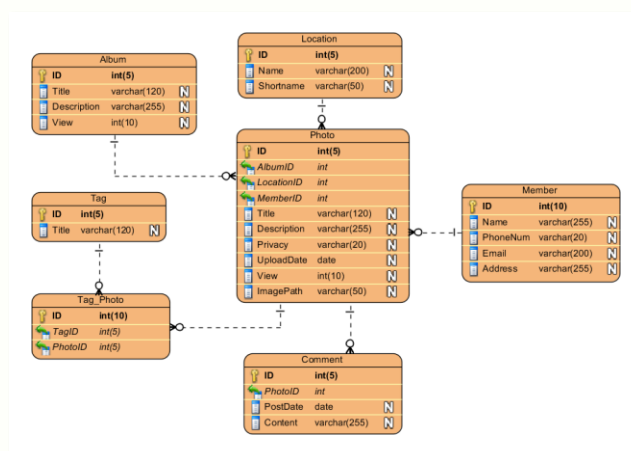 Location
ID int(5)
Name varchar(200) N
Shortname varchar(50) N
Album
ID int(5)
Title varchar(120) N
Description varchar(255) N
View int(10) N
Photo
ID int(5)
AlbumID int
LocationID int
MemberID int
Title varchar(120) N
Description varchar(255) N
Privacy varchar(20) N
UploadDate date N
View int(10) N
ImagePath varchar(50) N
Member
ID int(10)
Name varchar(255) N
PhoneNum varchar(20) N
Email varchar(200) N
Address varchar(255) N
Tag
ID int(5)
Title varchar(120) N
Tag_Photo
ID int(10)
TagID int(5)
PhotoID int(5)
Comment
ID int(5)
PhotoID int
PostDate date N
Content varchar(255) N